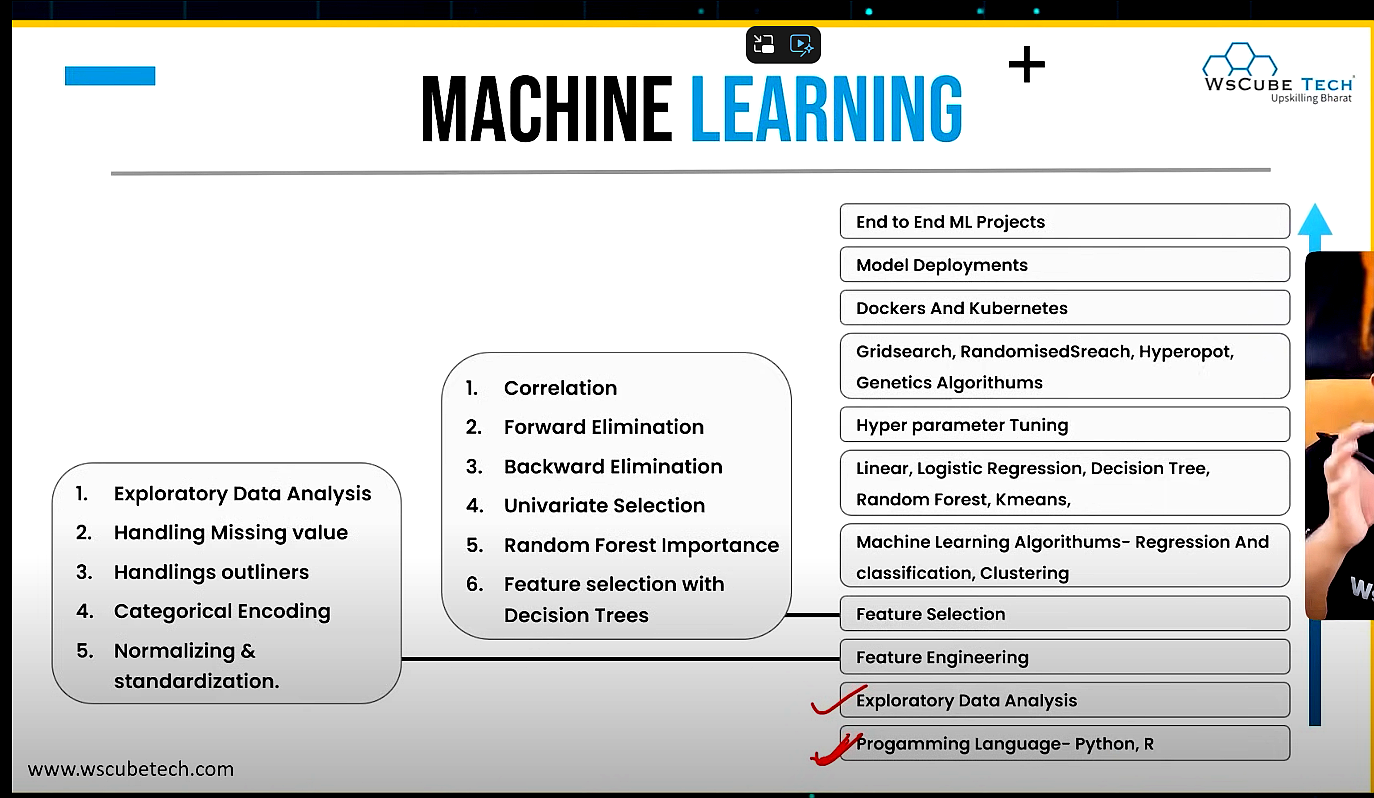 MACHINE LEARNING
WSCUBE TECH
Upskilling Bharat
End to End ML Projects
Model Deployments
Dockers And Kubernetes
Gridsearch, RandomisedSreach, Hyperopot,
Genetics Algorithums
Hyper parameter Tuning
Linear, Logistic Regression, Decision Tree,
Random Forest, Kmeans,
Machine Learning Algorithums- Regression And
classification, Clustering
Feature Selection
Feature Engineering
Exploratory Data Analysis
Progamming Language- Python, R
1. Correlation
2. Forward Elimination
3. Backward Elimination
4. Univariate Selection
5. Random Forest Importance
6. Feature selection with
Decision Trees
1. Exploratory Data Analysis
2. Handling Missing value
3. Handlings outliners
4. Categorical Encoding
5. Normalizing &
standardization.
www.wscubetech.com